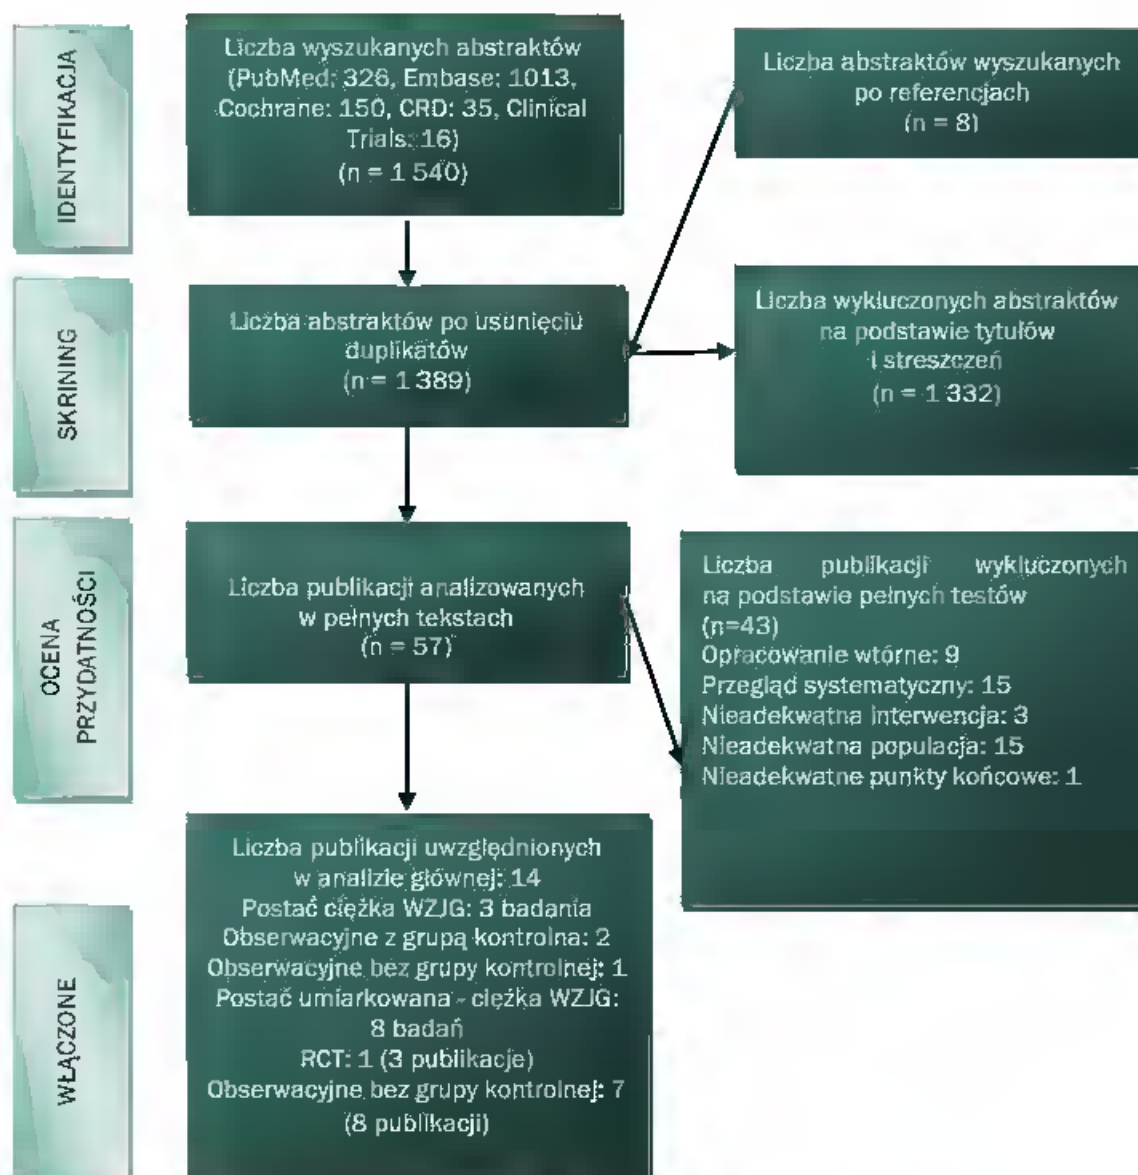 IDENTYFIKACJA
Liczba wyszukanych abstraktów
(PubMed: 326, Embase: 1013,
Cochrane: 150, CRD: 35, Clinical
Trials: 16)
(n = 1 540)
Liczba abstraktów wyszukanych
po referencjach
(n = 8)
SKRINING
Liczba abstraktów po usunięciu
duplikatów
(n = 1 389)
Liczba wykluczonych abstraktów
na podstawie tytułów
i streszczeń
(n = 1 332)
OCENA
PRZYDATNOŚCI
Liczba publikacji analizowanych
w pełnych tekstach
(n = 57)
Liczba publikacji wykluczonych
na podstawie pełnych testów
(n=43)
Opracowanie wtórne: 9
Przegląd systematyczny: 15
Nieadekwatna interwencja: 3
Nieadekwatna populacja: 15
Nieadekwatne punkty końcowe: 1
WŁĄCZONE
Liczba publikacji uwzględnionych
w analizie głównej: 14
Postać ciężka WZJG: 3 badania
Obserwacyjne z grupą kontrolna: 2
Obserwacyjne bez grupy kontrolnej: 1
Postać umiarkowana - ciężka WZJG:
8 badań
RCT: 1 (3 publikacje)
Obserwacyjne bez grupy kontrolnej: 7
(8 publikacji)